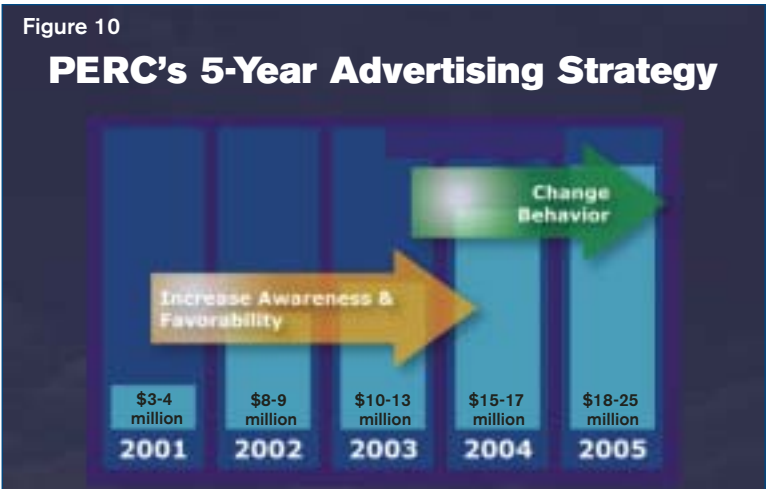 Figure 10
PERC's 5-Year Advertising Strategy
Change
Behavior
Increase Awareness &
Favorability
$3-4
million
$8-9
million
$10-13
million
$15-17
million
$18-25
million
2001
2002
2003
2004
2005